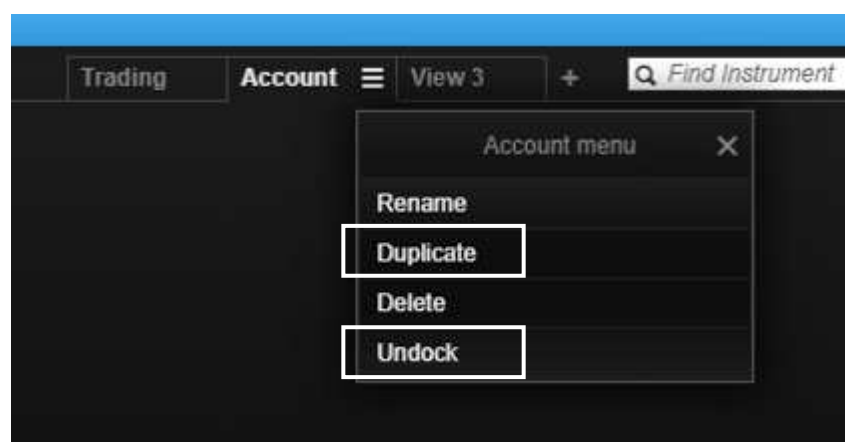 Trading Account View 3 + Find Instrument
Account menu
Rename
Duplicate
Delete
Undock